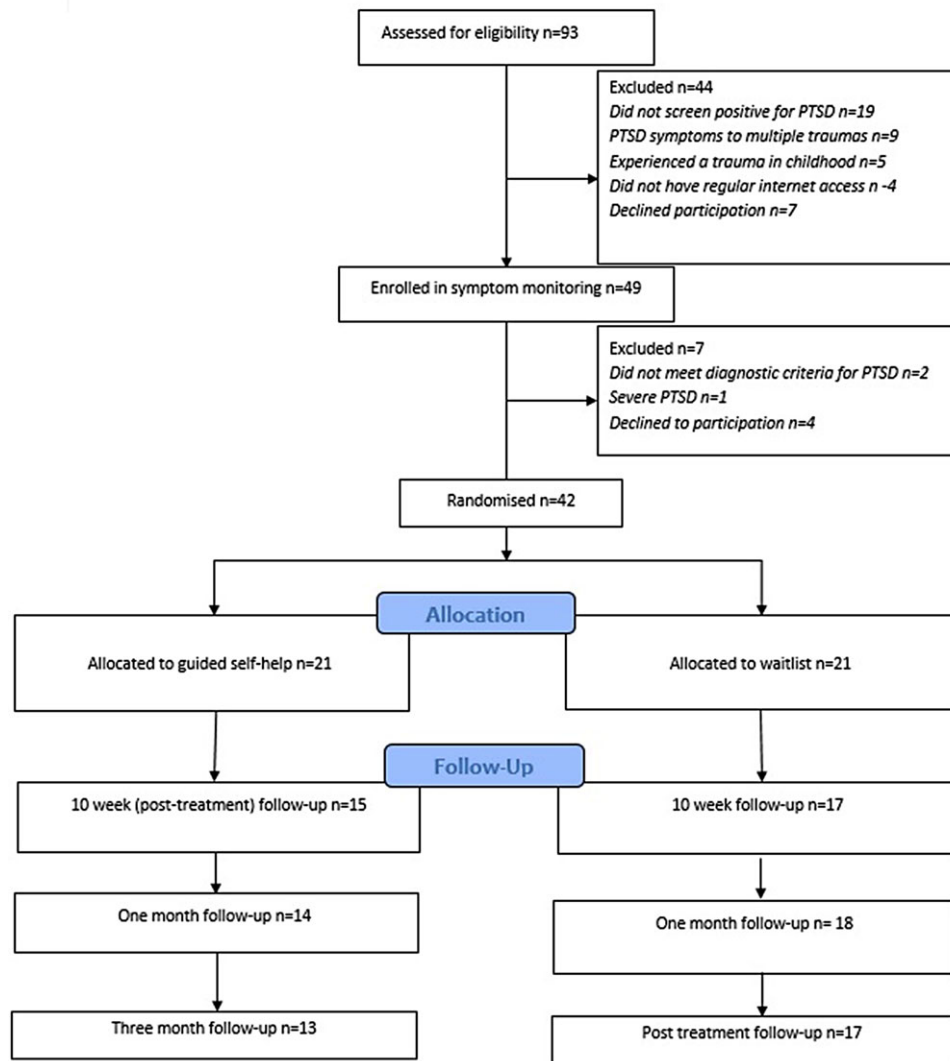 Assessed for eligibility n=93
Excluded n=44
Did not screen positive for PTSD n=19
PTSD symptoms to multiple traumas n=9
Experienced a trauma in childhood n=5
Did not have regular internet access n -4
Declined participation n=7
Enrolled in symptom monitoring n=49
Excluded n=7
Did not meet diagnostic criteria for PTSD n=2
Severe PTSD n=1
Declined to participation n=4
Randomised n=42
Allocation
Allocated to guided self-help n=21
Allocated to waitlist n=21
Follow-Up
10 week (post-treatment) follow-up n=15
10 week follow-up n=17
One month follow-up n=14
One month follow-up n= 18
Three month follow-up n=13
Post treatment follow-up n=17